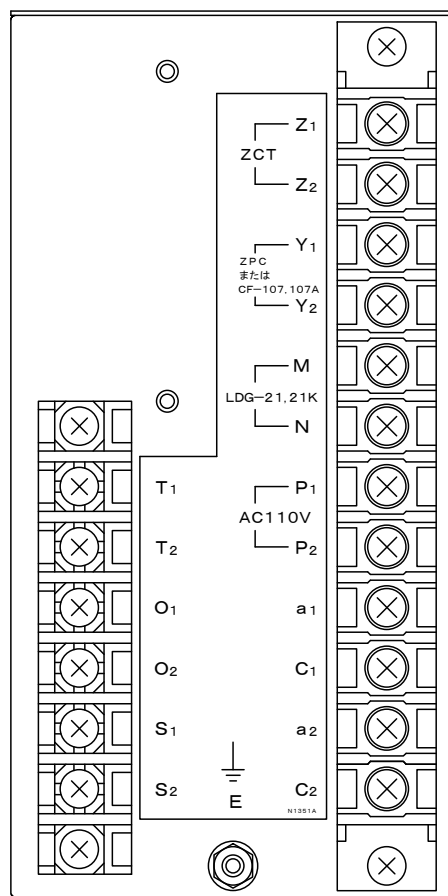 Z1
ZCT
Z2
Y1
ZPC
または
CF-107,107A
Y2
M
LDG-21,21K
N
T1 P1
AC110V
T2 P2
O1 a1
O2 C1
S1 a2
S2 C2
E
N1351A